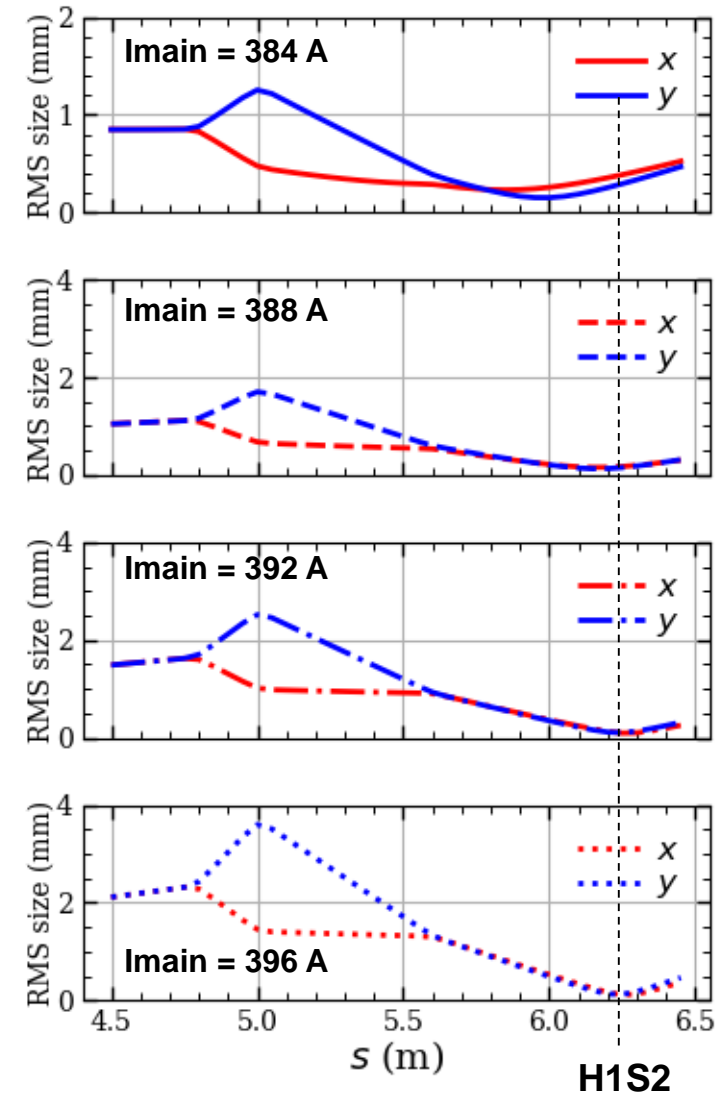 2
Imain = 384 A
x
y
1
0
RMS size (mm)
4
Imain = 388 A
x
y
2
0
RMS size (mm)
4
Imain = 392 A
x
y
2
0
RMS size (mm)
4
x
y
2
Imain = 396 A
0
RMS size (mm)
4.5 5.0 5.5 6.0 6.5
s (m)
H1S2